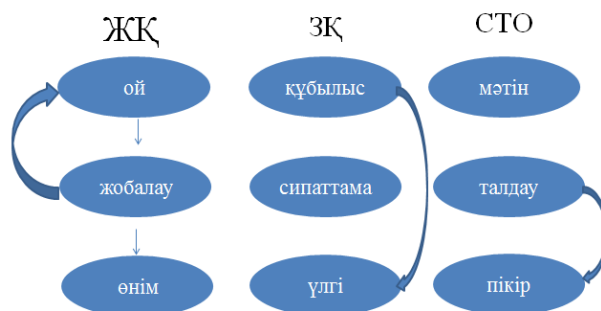 ЖҚ ЗҚ СТО
ой құбылыс мәтін
жобалау сипаттама талдау
өнім үлгі пікір